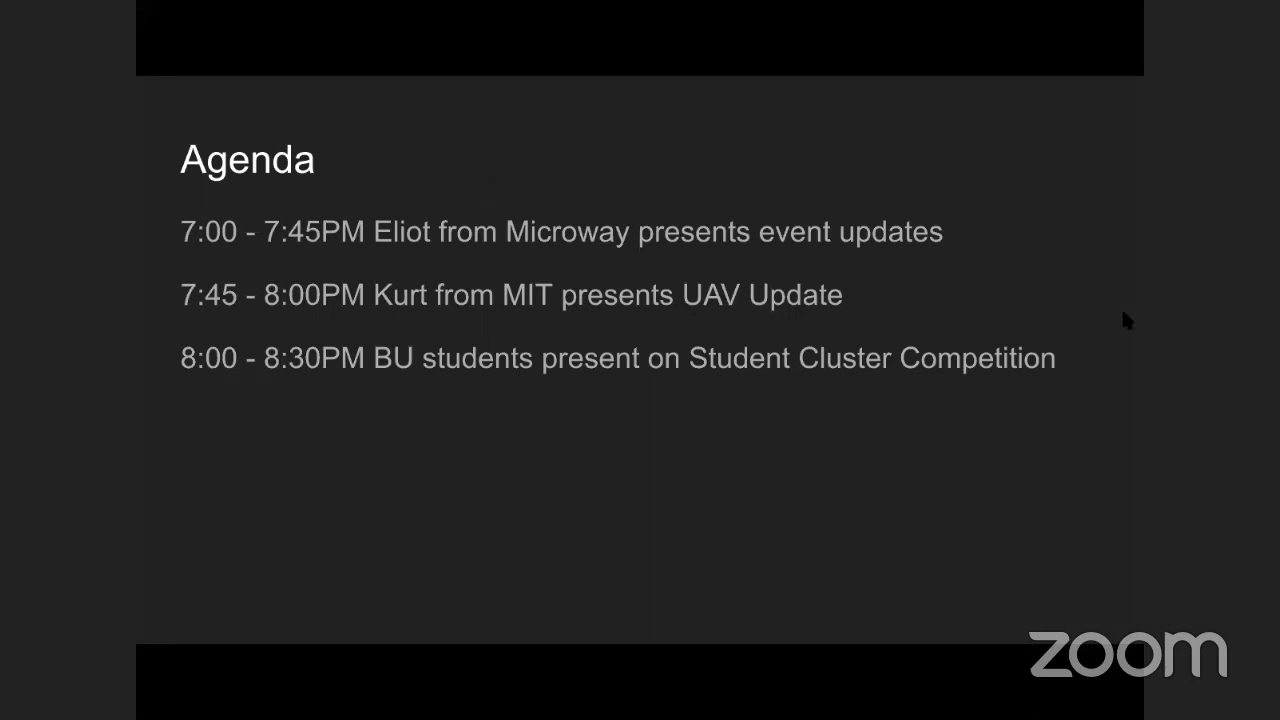 Agenda
7:00 - 7:45PM Eliot from Microway presents event updates
7:45 - 8:00PM Kurt from MIT presents UAV Update
8:00 - 8:30PM BU students present on Student Cluster Competition
zoom